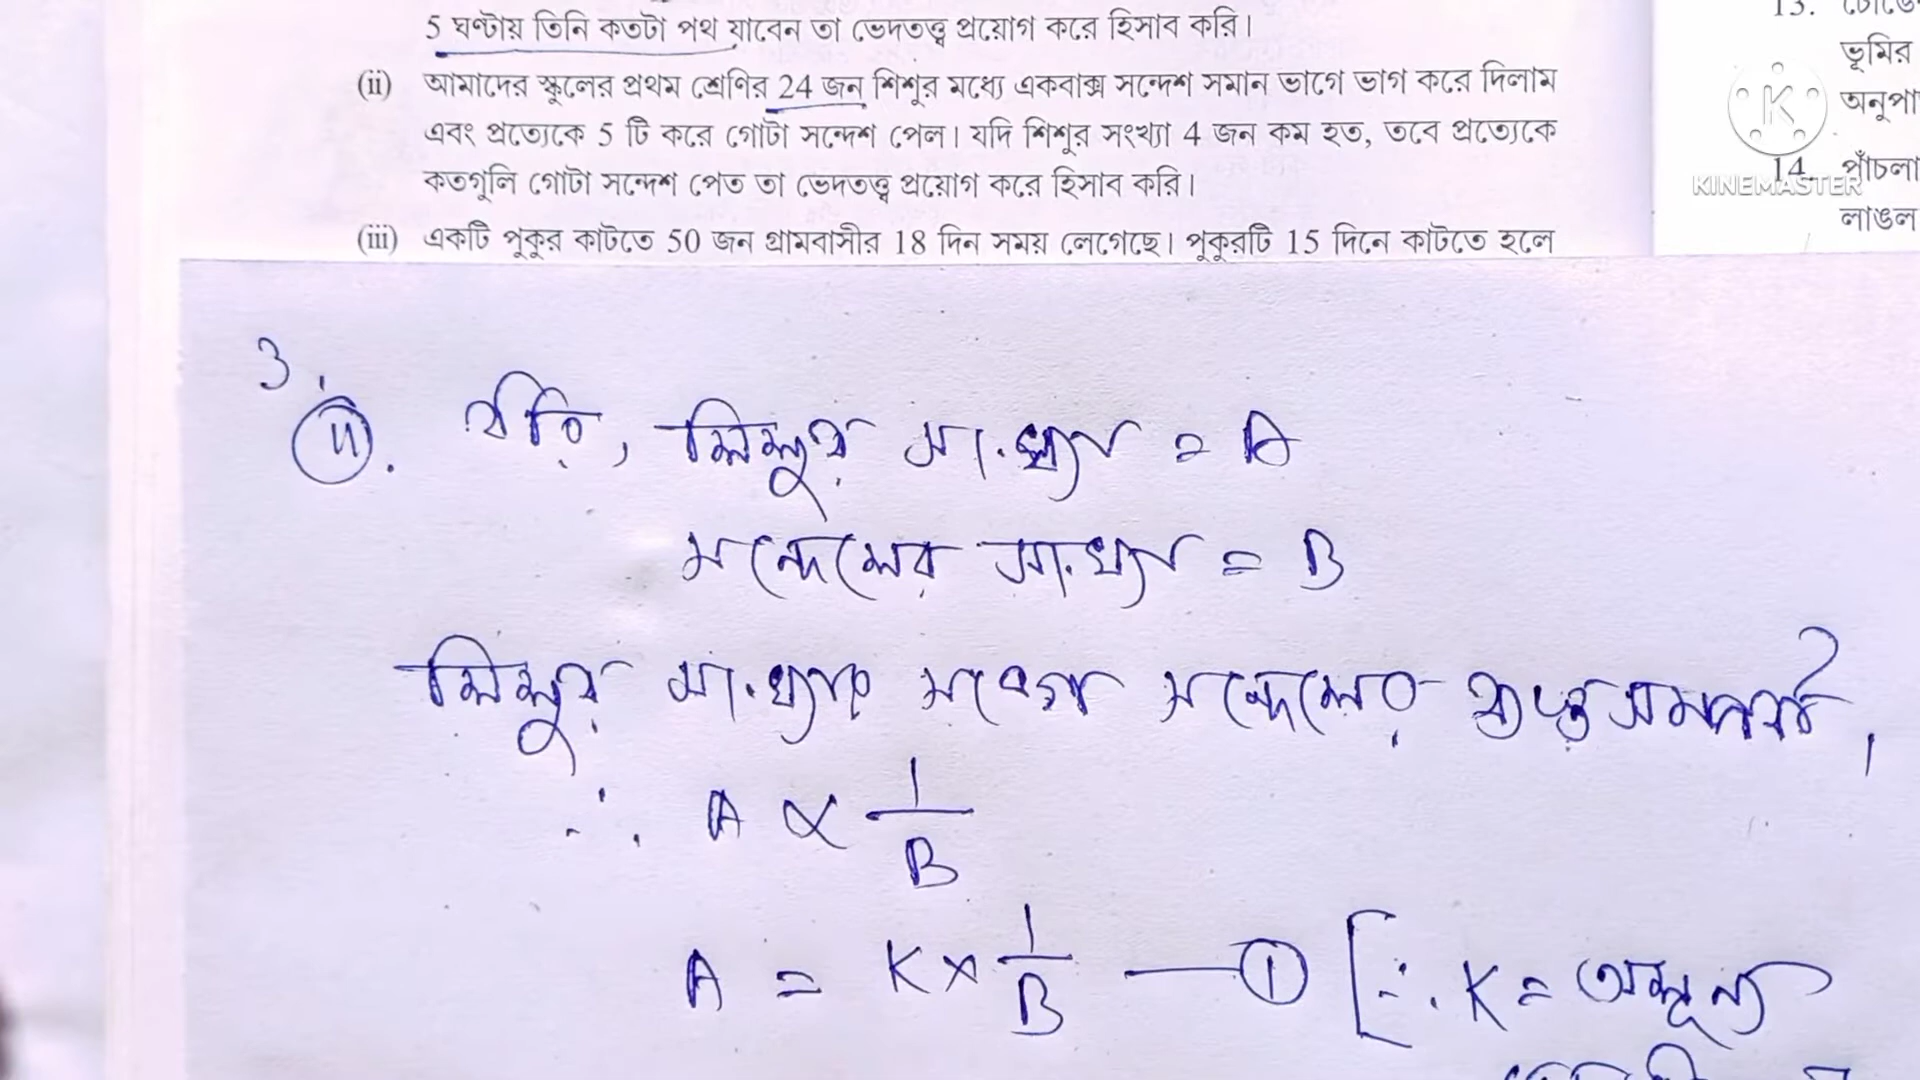 5 ঘণ্টায় তিনি কতটা পথ যাবেন তা ভেদতত্ত্ব প্রয়োগ করে হিসাব করি।
(ii) আমাদের স্কুলের প্রথম শ্রেণির 24 জন শিশুর মধ্যে একবাক্স সন্দেশ সমান ভাগে ভাগ করে দিলাম
এবং প্রত্যেকে 5 টি করে গোটা সন্দেশ পেল। যদি শিশুর সংখ্যা 4 জন কম হত, তবে প্রত্যেকে
কতগুলি গোটা সন্দেশ পেত তা ভেদতত্ত্ব প্রয়োগ করে হিসাব করি।
(iii) একটি পুকুর কাটতে 50 জন গ্রামবাসীর 18 দিন সময় লেগেছে। পুকুরটি 15 দিনে কাটতে হলে
13.
ভূমির
অনুপা
14. পাঁচলা
লাঙল
K
KINEMASTER
3.
(ii). ধরি, শিশুর সংখ্যা = A
সন্দেশের সংখ্যা = B
শিশুর সংখ্যার সঙ্গে সন্দেশের ব্যস্ত সম্পর্ক,
∴ A ∝ 1/B
A = K × 1/B — (1) [∵ K = অশূন্য